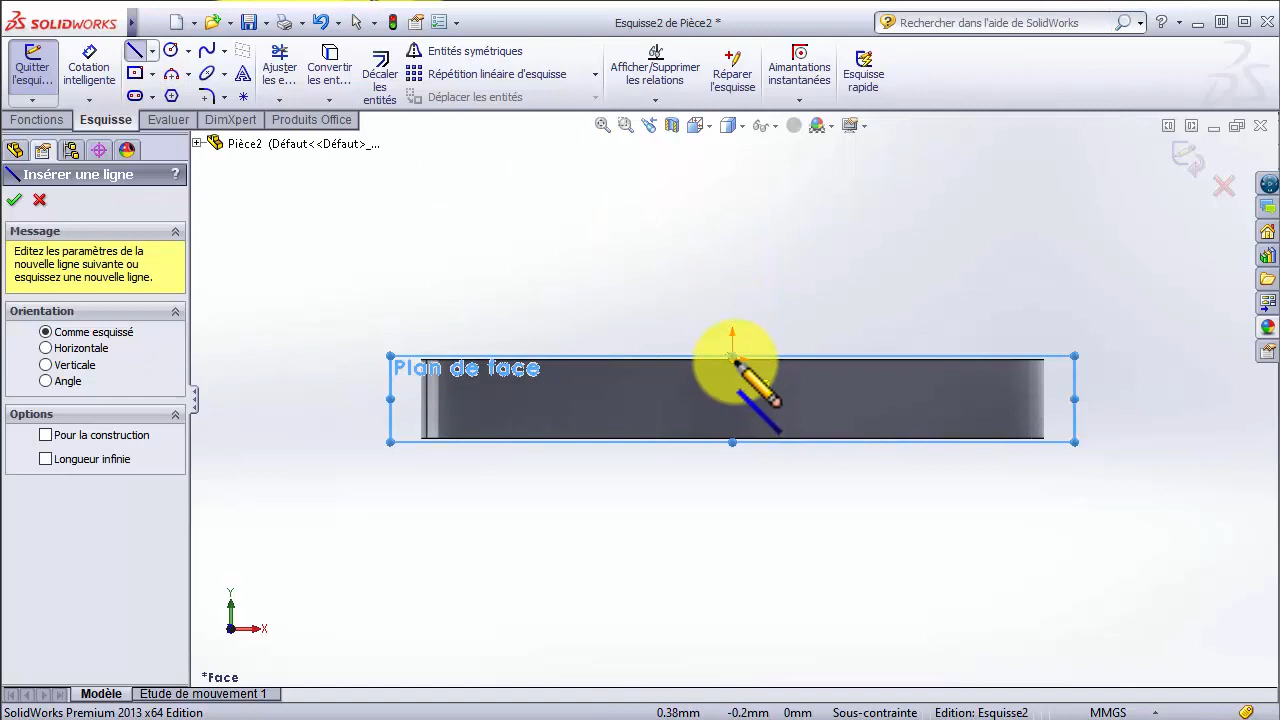 SOLIDWORKS
Esquisse2 de Pièce2 *
Rechercher dans l'aide de SolidWorks
?
Quitter l'esqui...
Cotation intelligente
Ajuster les e...
Convertir les ent...
Décaler les entités
Entités symétriques
Répétition linéaire d'esquisse
Déplacer les entités
Afficher/Supprimer les relations
Réparer l'esquisse
Aimantations instantanées
Esquisse rapide
Fonctions
Esquisse
Evaluer
DimXpert
Produits Office
Pièce2 (Défaut<<Défaut>_...
Insérer une ligne
?
Message
Editez les paramètres de la
nouvelle ligne suivante ou
esquissez une nouvelle ligne.
Orientation
Comme esquissé
Horizontale
Verticale
Angle
Options
Pour la construction
Longueur infinie
Plan de face
Y
X
*Face
Modèle
Etude de mouvement 1
SolidWorks Premium 2013 x64 Edition
0.38mm
-0.2mm
0mm
Sous-contrainte
Edition: Esquisse2
MMGS